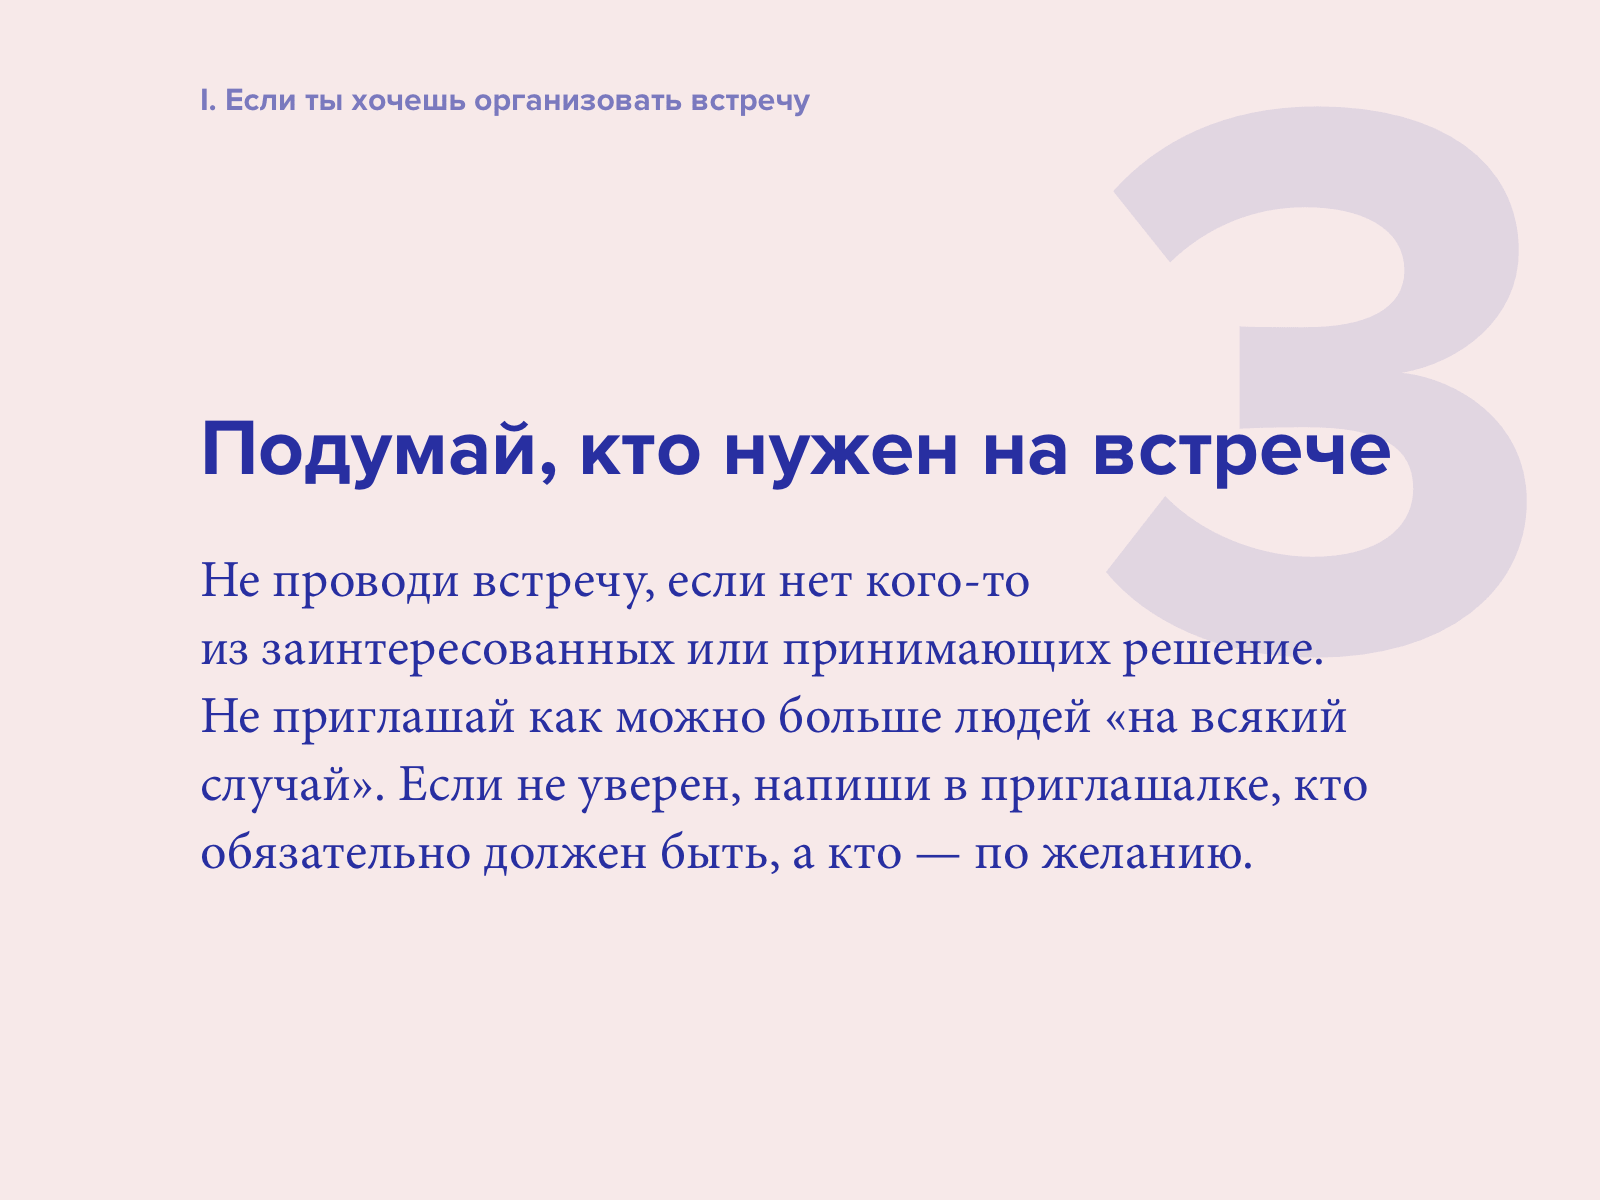 I. Если ты хочешь организовать встречу
3
Подумай, кто нужен на встрече
Не проводи встречу, если нет кого-то
из заинтересованных или принимающих решение.
Не приглашай как можно больше людей «на всякий
случай». Если не уверен, напиши в приглашалке, кто
обязательно должен быть, а кто — по желанию.